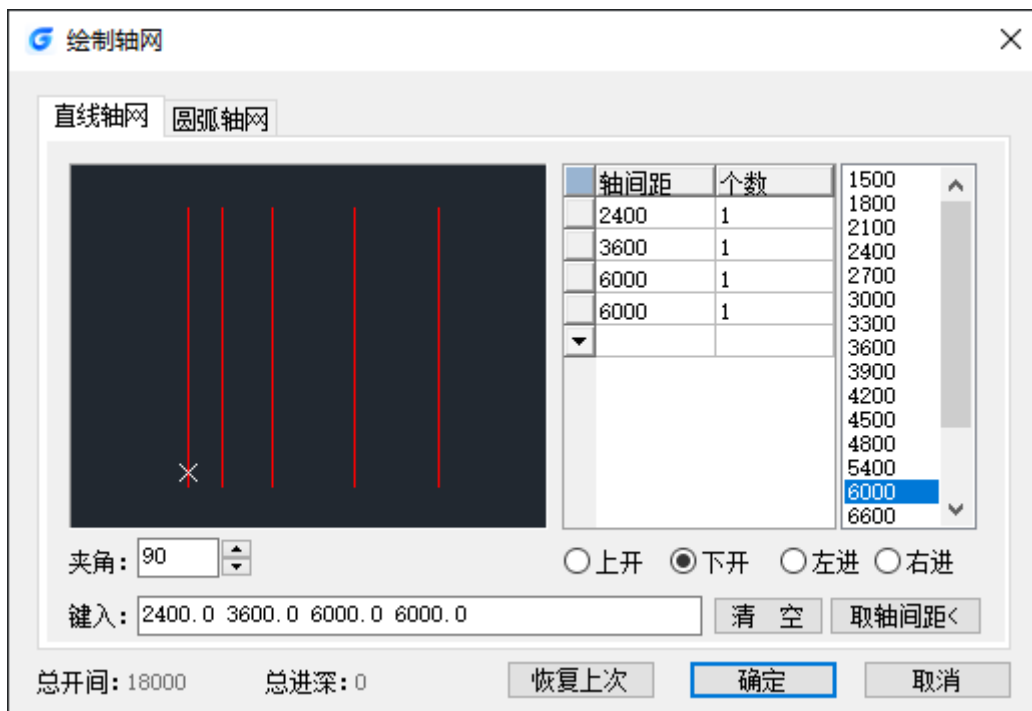 绘制轴网
直线轴网 圆弧轴网
轴间距 个数
2400 1
3600 1
6000 1
6000 1
1500
1800
2100
2400
2700
3000
3300
3600
3900
4200
4500
4800
5400
6000
6600
夹角: 90
上开 下开 左进 右进
键入: 2400.0 3600.0 6000.0 6000.0
清 空 取轴间距<
总开间: 18000 总进深: 0
恢复上次 确定 取消